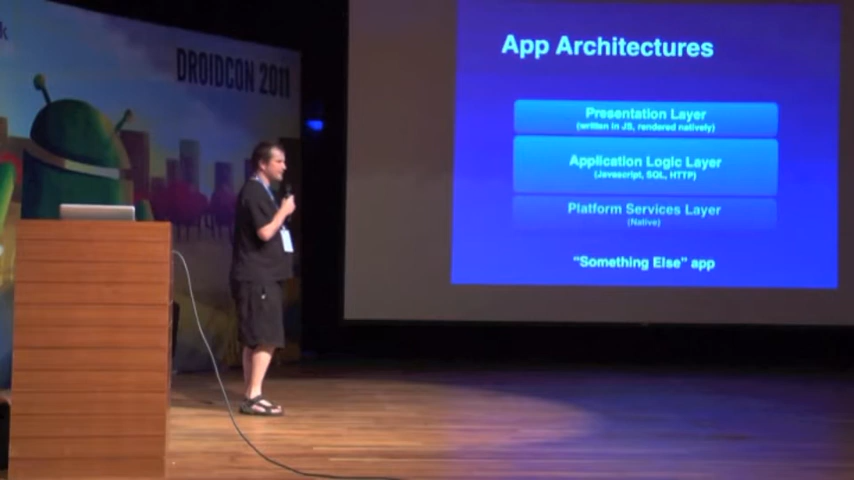 k
DROIDCON 2011
App Architectures
Presentation Layer
(written in JS, rendered natively)
Application Logic Layer
(Javascript, SQL, HTTP)
Platform Services Layer
(Native)
"Something Else" app